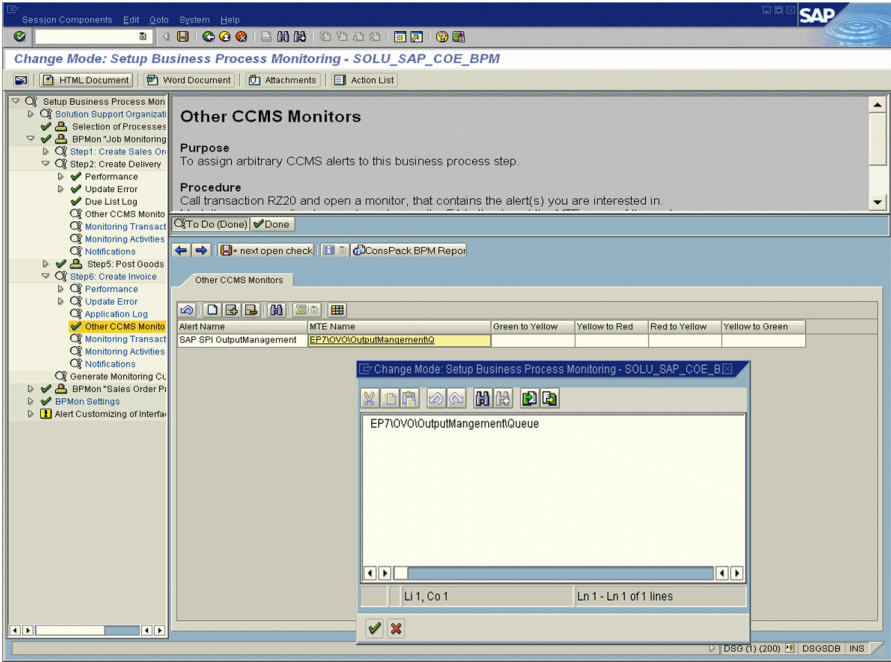 Session Components Edit Goto System Help
SAP
Change Mode: Setup Business Process Monitoring - SOLU_SAP_COE_BPM
HTML Document Word Document Attachments Action List
Setup Business Process Mon
Solution Support Organizati
Selection of Processes
BPMon "Job Monitoring
Step1: Create Sales Or
Step2: Create Delivery
Performance
Update Error
Due List Log
Other CCMS Monito
Monitoring Transact
Monitoring Activities
Notifications
Step5: Post Goods
Step6: Create Invoice
Performance
Update Error
Application Log
Other CCMS Monito
Monitoring Transact
Monitoring Activities
Notifications
Generate Monitoring Cu
BPMon "Sales Order Pr
BPMon Settings
Alert Customizing of Interfa
Other CCMS Monitors
Purpose
To assign arbitrary CCMS alerts to this business process step.
Procedure
Call transaction RZ20 and open a monitor, that contains the alert(s) you are interested in.
To Do (Done) Done
+ next open check ConsPack BPM Repor
Other CCMS Monitors
Alert Name MTE Name Green to Yellow Yellow to Red Red to Yellow Yellow to Green
SAP SPI OutputManagement EP7\OVO\OutputMangement\Q
Change Mode: Setup Business Process Monitoring - SOLU_SAP_COE_B
EP7\OVO\OutputMangement\Queue
Li 1, Co 1 Ln 1 - Ln 1 of 1 lines
DSG (1) (200) DSGSDB INS